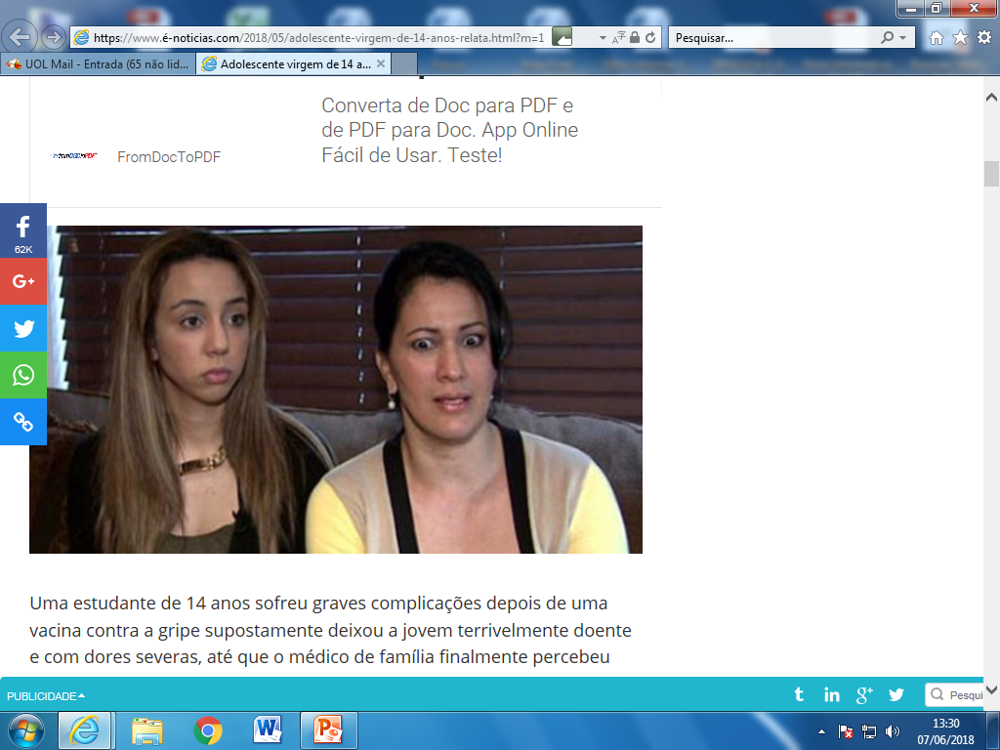 https://www.é-noticias.com/2018/05/adolescente-virgem-de-14-anos-relata.html?m=1
Pesquisar...
UOL Mail - Entrada (65 não lid...
Adolescente virgem de 14 a...
Converta de Doc para PDF e
de PDF para Doc. App Online
Fácil de Usar. Teste!
FromDocToPDF
62K
G+
Uma estudante de 14 anos sofreu graves complicações depois de uma
vacina contra a gripe supostamente deixou a jovem terrivelmente doente
e com dores severas, até que o médico de família finalmente percebeu
PUBLICIDADE
Pesqui
13:30
07/06/2018